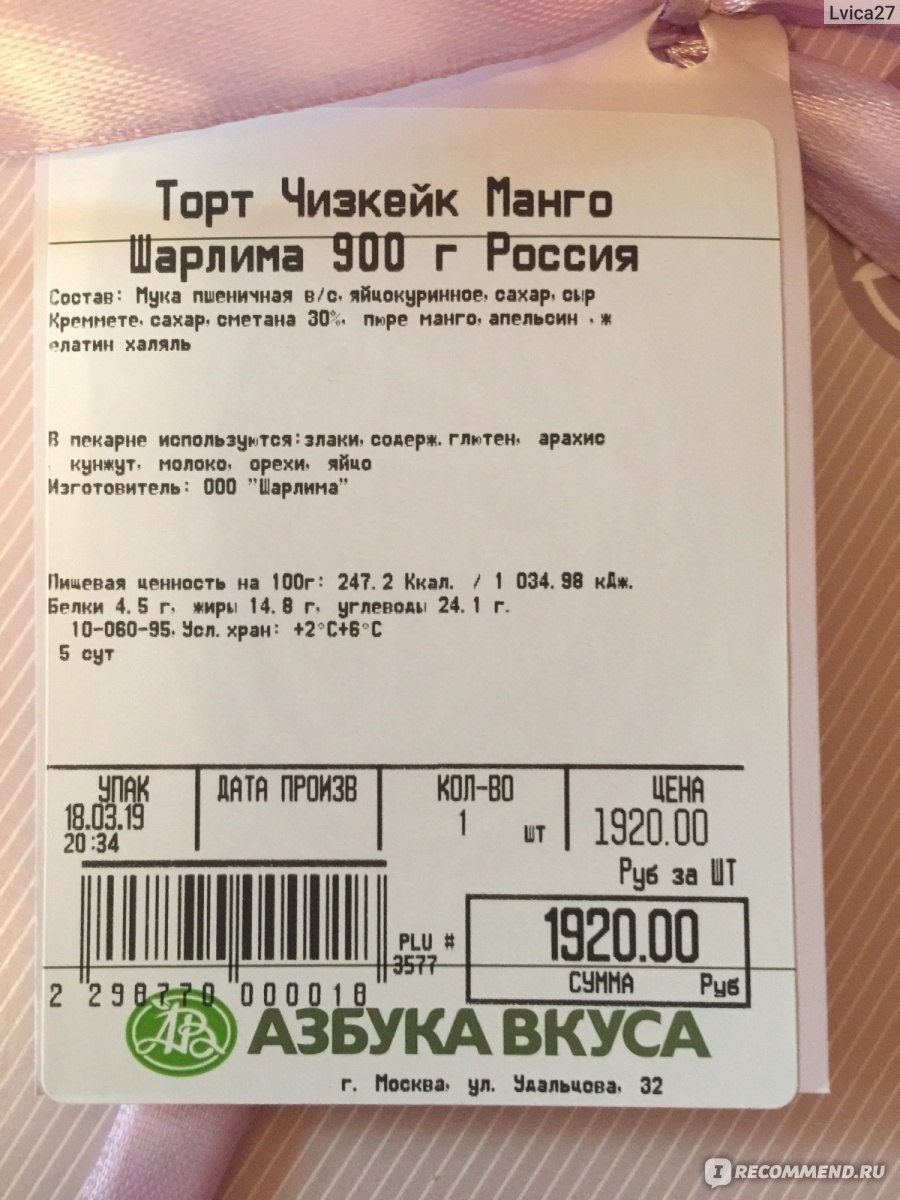 Lvica27
Торт Чизкейк Манго
Шарлима 900 г Россия
Состав: Мука пшеничная в/с, яйцокуринное, сахар, сыр
Креммете, сахар, сметана 30%, пюре манго, апельсин , ж
елатин халяль
В пекарне используются: злаки, содерж. глютен, арахис
, кунжут, молоко, орехи, яйцо
Изготовитель: ООО "Шарлима"
Пищевая ценность на 100г: 247.2 Ккал. / 1 034.98 кДж.
Белки 4.5 г, жиры 14.8 г, углеводы 24.1 г.
10-060-95, Усл. хран: +2°С+6°С
5 сут
УПАК ДАТА ПРОИЗВ КОЛ-ВО ЦЕНА
18.03.19 1 шт 1920.00
20:34
Руб за ШТ
PLU # 1920.00
3577
СУММА Руб
2 298770 000018
АЗБУКА ВКУСА
г. Москва, ул. Удальцова, 32
IRECOMMEND.RU